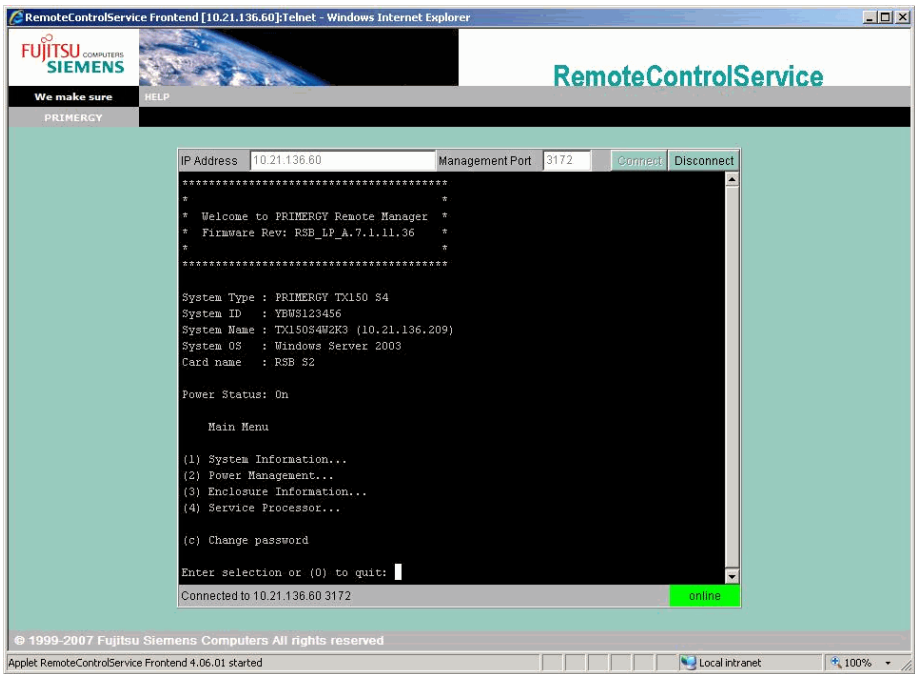 RemoteControlService Frontend [10.21.136.60]:Telnet - Windows Internet Explorer
FUJITSU COMPUTERS
SIEMENS
RemoteControlService
We make sure HELP
PRIMERGY
IP Address 10.21.136.60 Management Port 3172 Connect Disconnect
****************************************
* *
* Welcome to PRIMERGY Remote Manager *
* Firmware Rev: RSB_LP_A.7.1.11.36 *
* *
****************************************
System Type : PRIMERGY TX150 S4
System ID : YBWS123456
System Name : TX150S4W2K3 (10.21.136.209)
System OS : Windows Server 2003
Card name : RSB S2
Power Status: On
Main Menu
(1) System Information...
(2) Power Management...
(3) Enclosure Information...
(4) Service Processor...
(c) Change password
Enter selection or (0) to quit:
Connected to 10.21.136.60 3172 online
© 1999-2007 Fujitsu Siemens Computers All rights reserved
Applet RemoteControlService Frontend 4.06.01 started Local intranet 100%